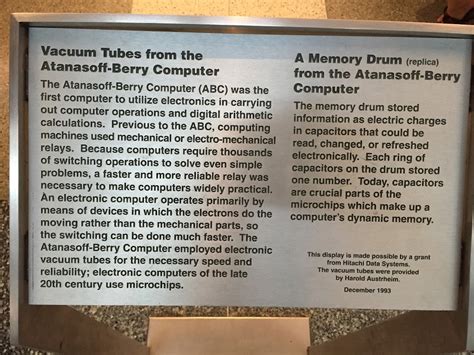 Vacuum Tubes from the
Atanasoff-Berry Computer
The Atanasoff-Berry Computer (ABC) was the
first computer to utilize electronics in carrying
out computer operations and digital arithmetic
calculations. Previous to the ABC, computing
machines used mechanical or electro-mechanical
relays. Because computers require thousands
of switching operations to solve even simple
problems, a faster and more reliable relay was
necessary to make computers widely practical.
An electronic computer operates primarily by
means of devices in which the electrons do the
moving rather than the mechanical parts, so
the switching can be done much faster. The
Atanasoff-Berry Computer employed electronic
vacuum tubes for the necessary speed and
reliability; electronic computers of the late
20th century use microchips.
A Memory Drum (replica)
from the Atanasoff-Berry
Computer
The memory drum stored
information as electric charges
in capacitors that could be
read, changed, or refreshed
electronically. Each ring of
capacitors on the drum stored
one number. Today, capacitors
are crucial parts of the
microchips which make up a
computer's dynamic memory.
This display is made possible by a grant
from Hitachi Data Systems.
The vacuum tubes were provided
by Harold Austrheim.
December 1993